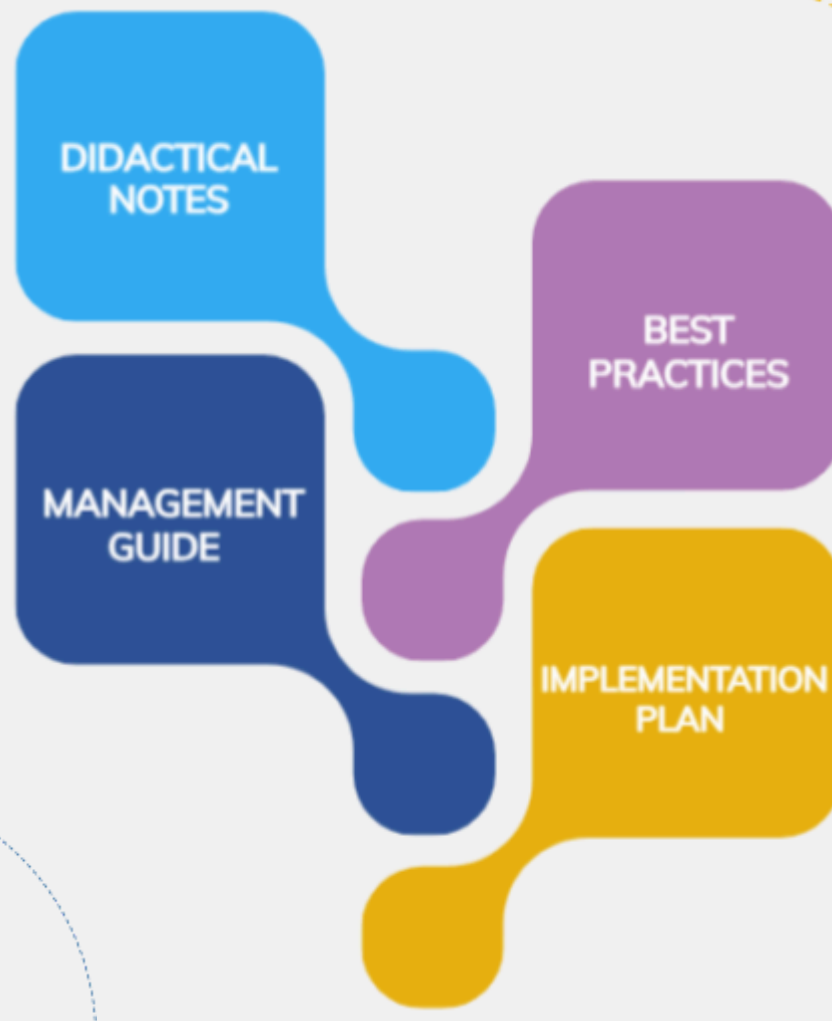 DIDACTICAL
NOTES
BEST
PRACTICES
MANAGEMENT
GUIDE
IMPLEMENTATION
PLAN